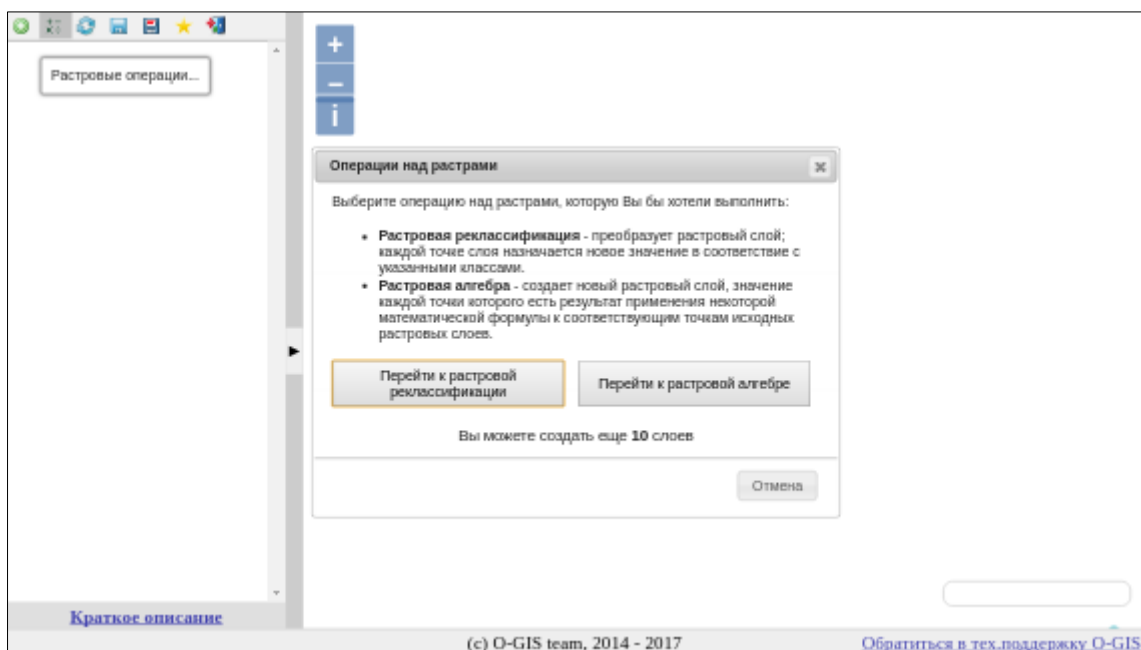 Растровые операции...
+
–
i
Операции над растрами
Выберите операцию над растрами, которую Вы бы хотели выполнить:
• Растровая реклассификация - преобразует растровый слой;
каждой точке слоя назначается новое значение в соответствие с
указанными классами.
• Растровая алгебра - создает новый растровый слой, значение
каждой точки которого есть результат применения некоторой
математической формулы к соответствующим точкам исходных
растровых слоев.
Перейти к растровой
реклассификации
Перейти к растровой алгебре
Вы можете создать еще 10 слоев
Отмена
Краткое описание
(c) O-GIS team, 2014 - 2017
Обратиться в тех.поддержку O-GIS